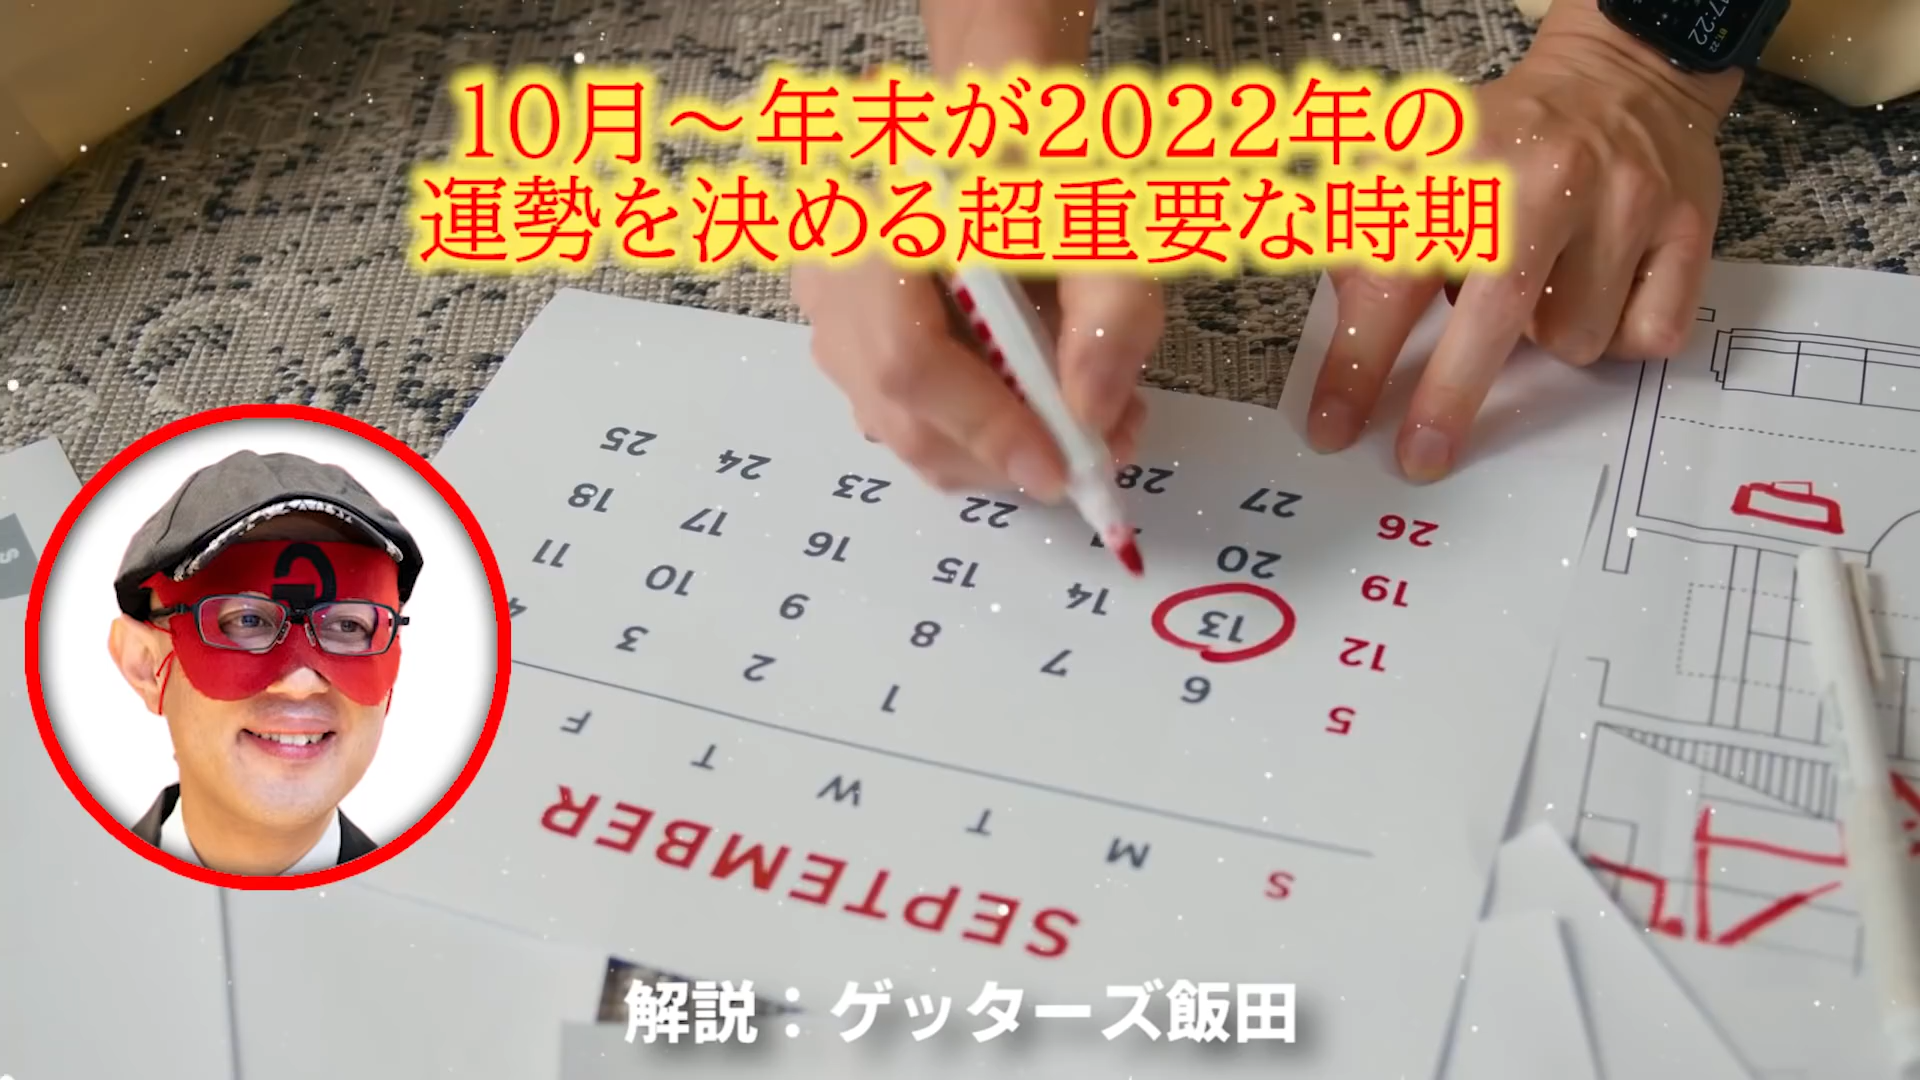 10月〜年末が2022年の
運勢を決める超重要な時期
G
25 24 23 22 28 27 26
18 17 16 15 14 20 19
11 10 9 8 7 13 12
4 3 2 1 6 5
F T W T M S
SEPTEMBER
解説：ゲッターズ飯田